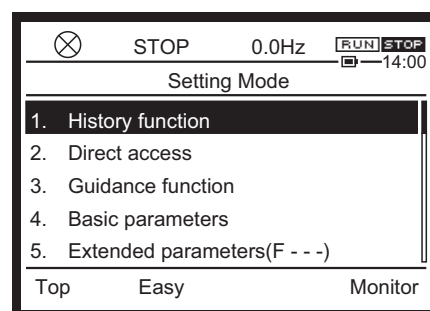 STOP 0.0Hz RUN STOP
14:00
Setting Mode
1. History function
2. Direct access
3. Guidance function
4. Basic parameters
5. Extended parameters(F - - -)
Top Easy Monitor